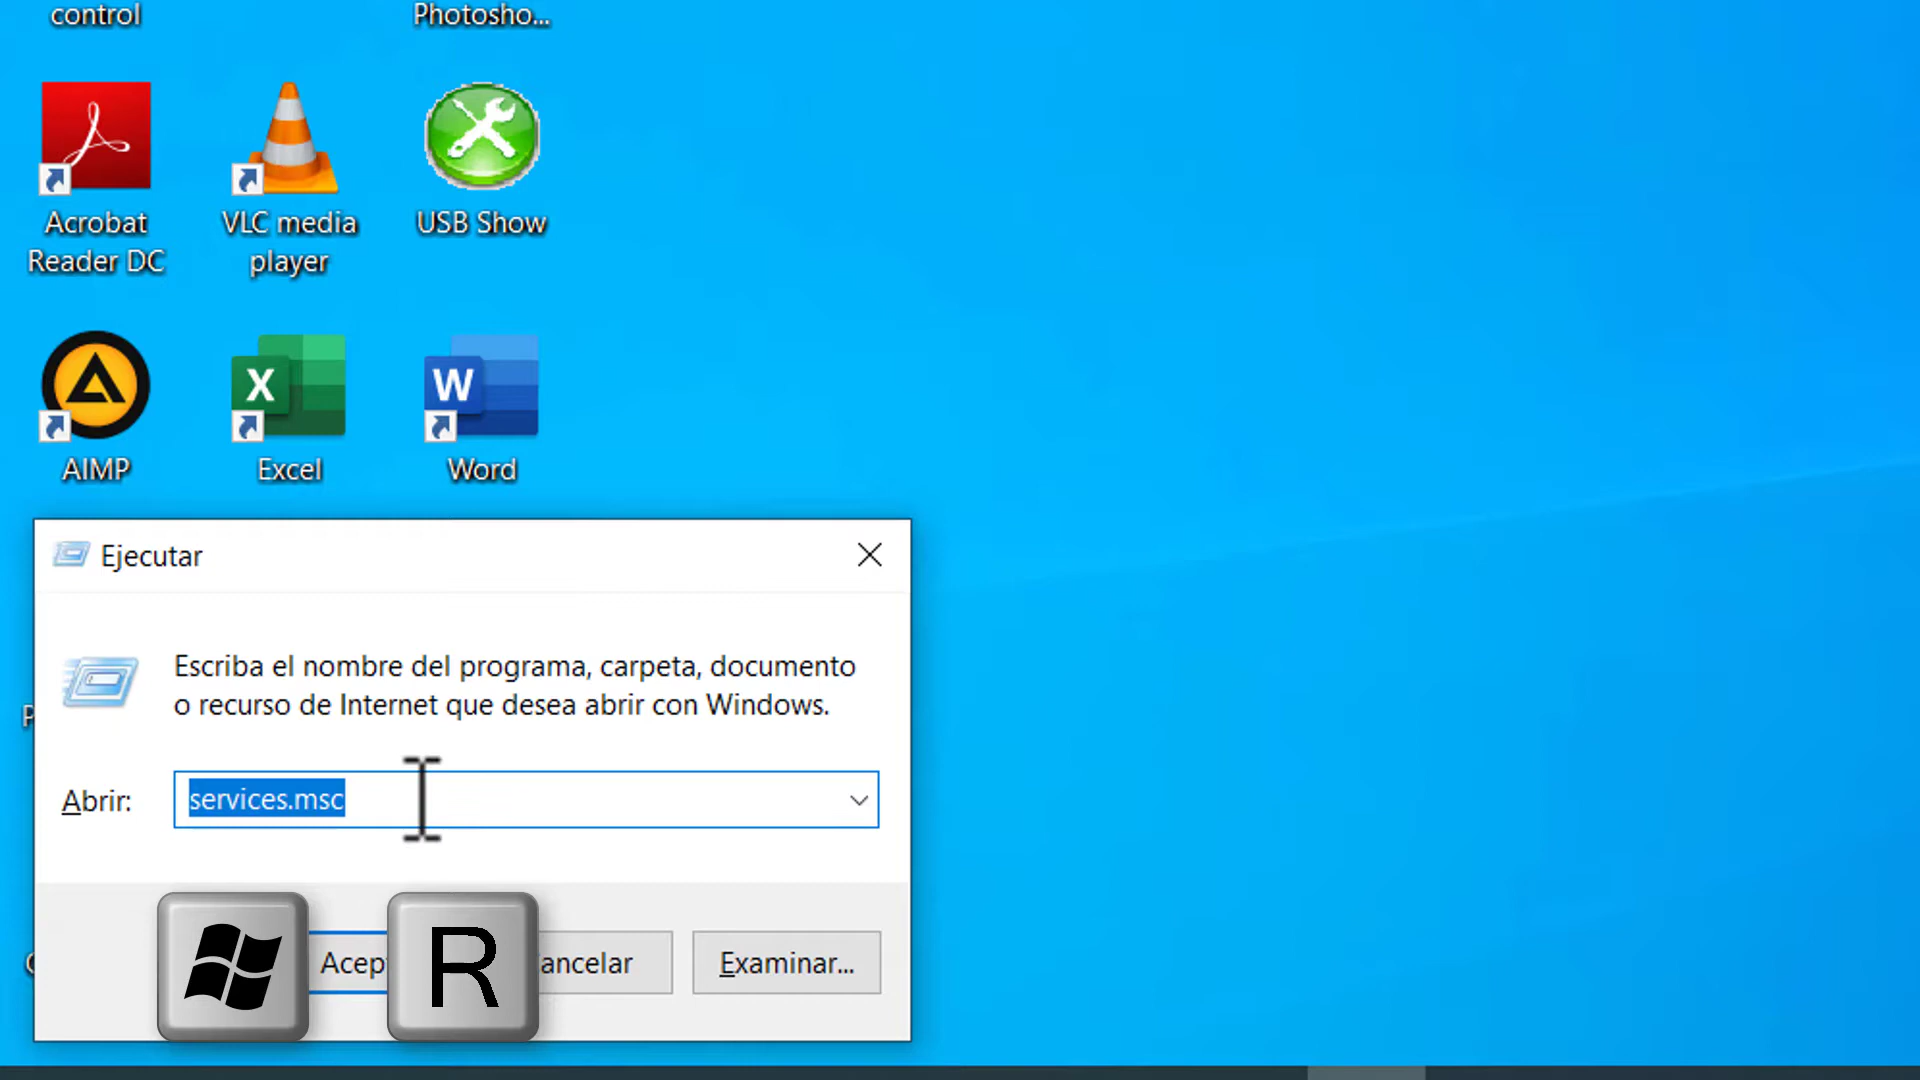 control
Photosho...
Acrobat
Reader DC
VLC media
player
USB Show
AIMP
Excel
Word
X
W
Ejecutar
Escriba el nombre del programa, carpeta, documento
o recurso de Internet que desea abrir con Windows.
Abrir:
services.msc
Acep
R
ancelar
Examinar...